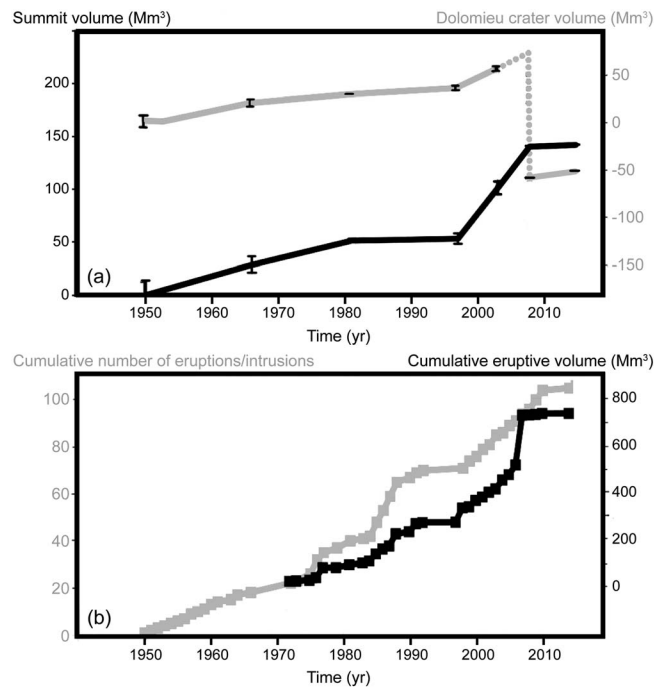 Summit volume (Mm³) Dolomieu crater volume (Mm³)
200 50
150 0
100 -50
50 -100
0 -150
(a)
1950 1960 1970 1980 1990 2000 2010
Time (yr)
Cumulative number of eruptions/intrusions Cumulative eruptive volume (Mm³)
100 800
80 600
60 400
40 200
20 0
0
(b)
1950 1960 1970 1980 1990 2000 2010
Time (yr)